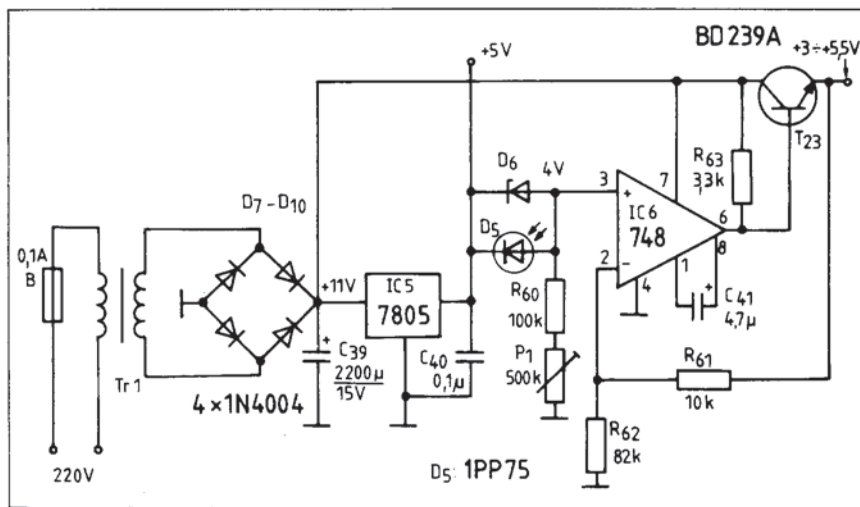 BD239A
+3÷+5,5V
+5V
T23
D6
4V
R63
3,3k
D7-D10
3
+
7
IC6
748
6
8
0,1A
B
D5
2
-
4
1
+
C41
4,7µ
+11V
IC5
7805
R60
100k
+
C39
2200µ
15V
C40
0,1µ
P1
500k
R61
10k
Tr1
4×1N4004
R62
82k
220V
D5: 1PP75